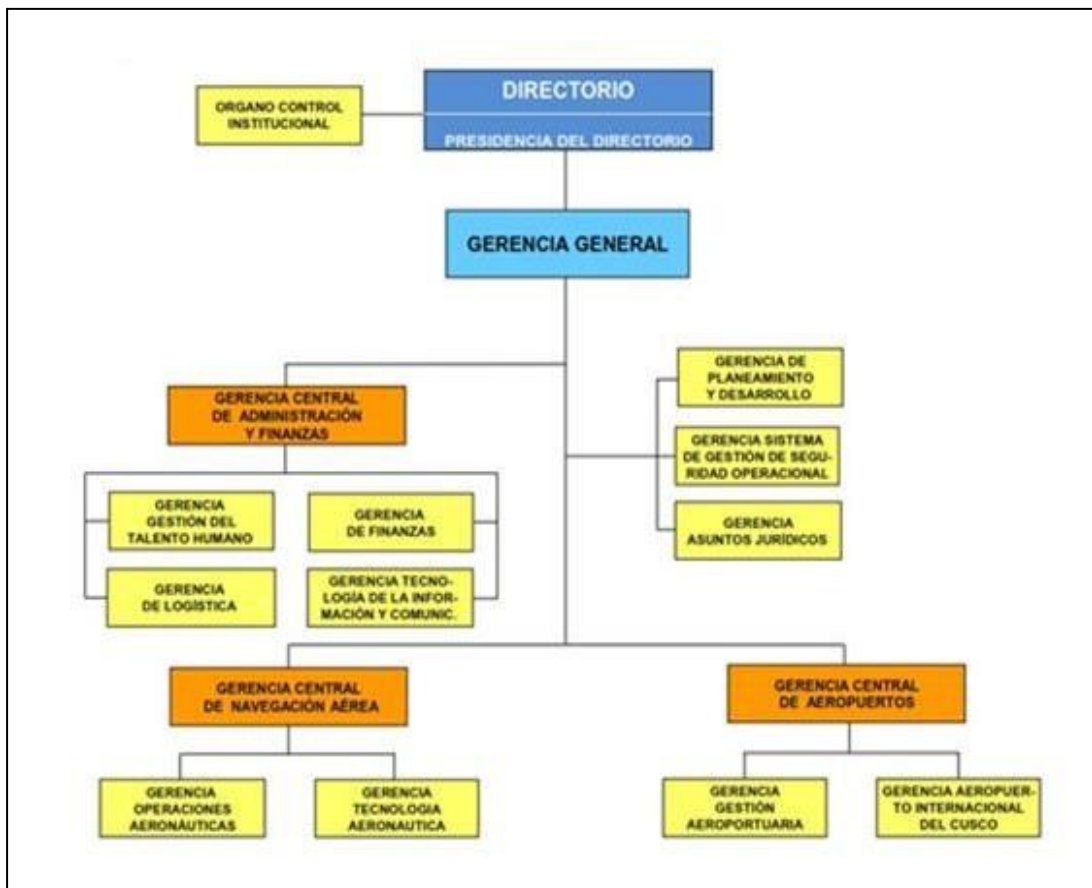 DIRECTORIO
PRESIDENCIA DEL DIRECTORIO
ORGANO CONTROL
INSTITUCIONAL
GERENCIA GENERAL
GERENCIA DE
PLANEAMIENTO
Y DESARROLLO
GERENCIA SISTEMA
DE GESTIÓN DE SEGU-
RIDAD OPERACIONAL
GERENCIA
ASUNTOS JURÍDICOS
GERENCIA CENTRAL
DE ADMINISTRACIÓN
Y FINANZAS
GERENCIA
GESTIÓN DEL
TALENTO HUMANO
GERENCIA
DE FINANZAS
GERENCIA
DE LOGÍSTICA
GERENCIA TECNO-
LOGÍA DE LA INFOR-
MACIÓN Y COMUNIC.
GERENCIA CENTRAL
DE NAVEGACIÓN AÉREA
GERENCIA CENTRAL
DE AEROPUERTOS
GERENCIA
OPERACIONES
AERONÁUTICAS
GERENCIA
TECNOLOGIA
AERONAUTICA
GERENCIA
GESTIÓN
AEROPORTUARIA
GERENCIA AEROPUER-
TO INTERNACIONAL
DEL CUSCO